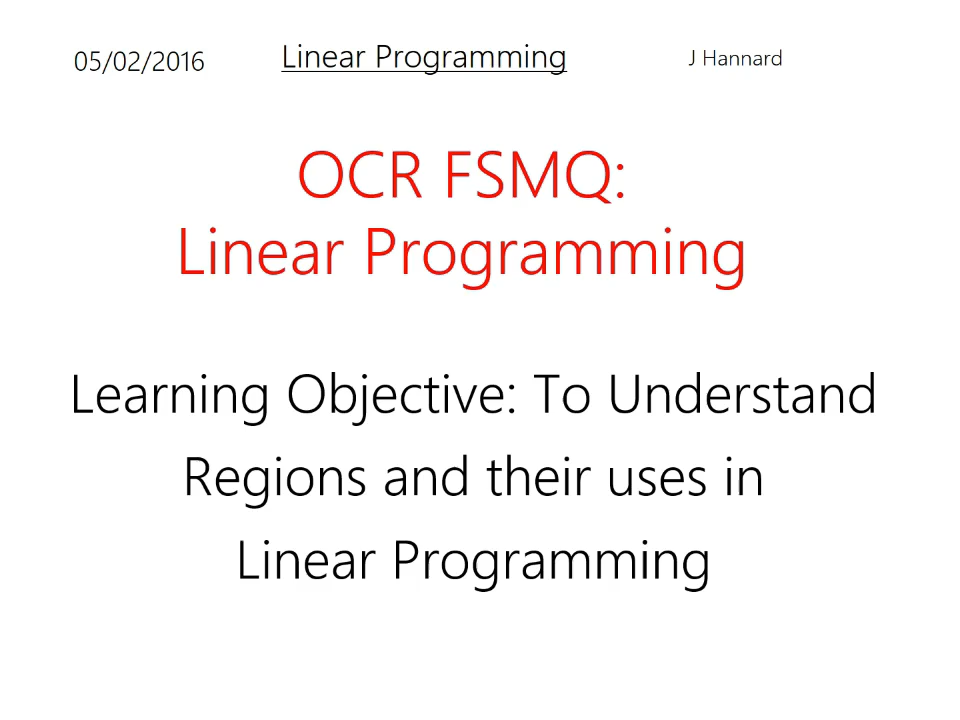 05/02/2016 Linear Programming J Hannard
OCR FSMQ:
Linear Programming
Learning Objective: To Understand
Regions and their uses in
Linear Programming